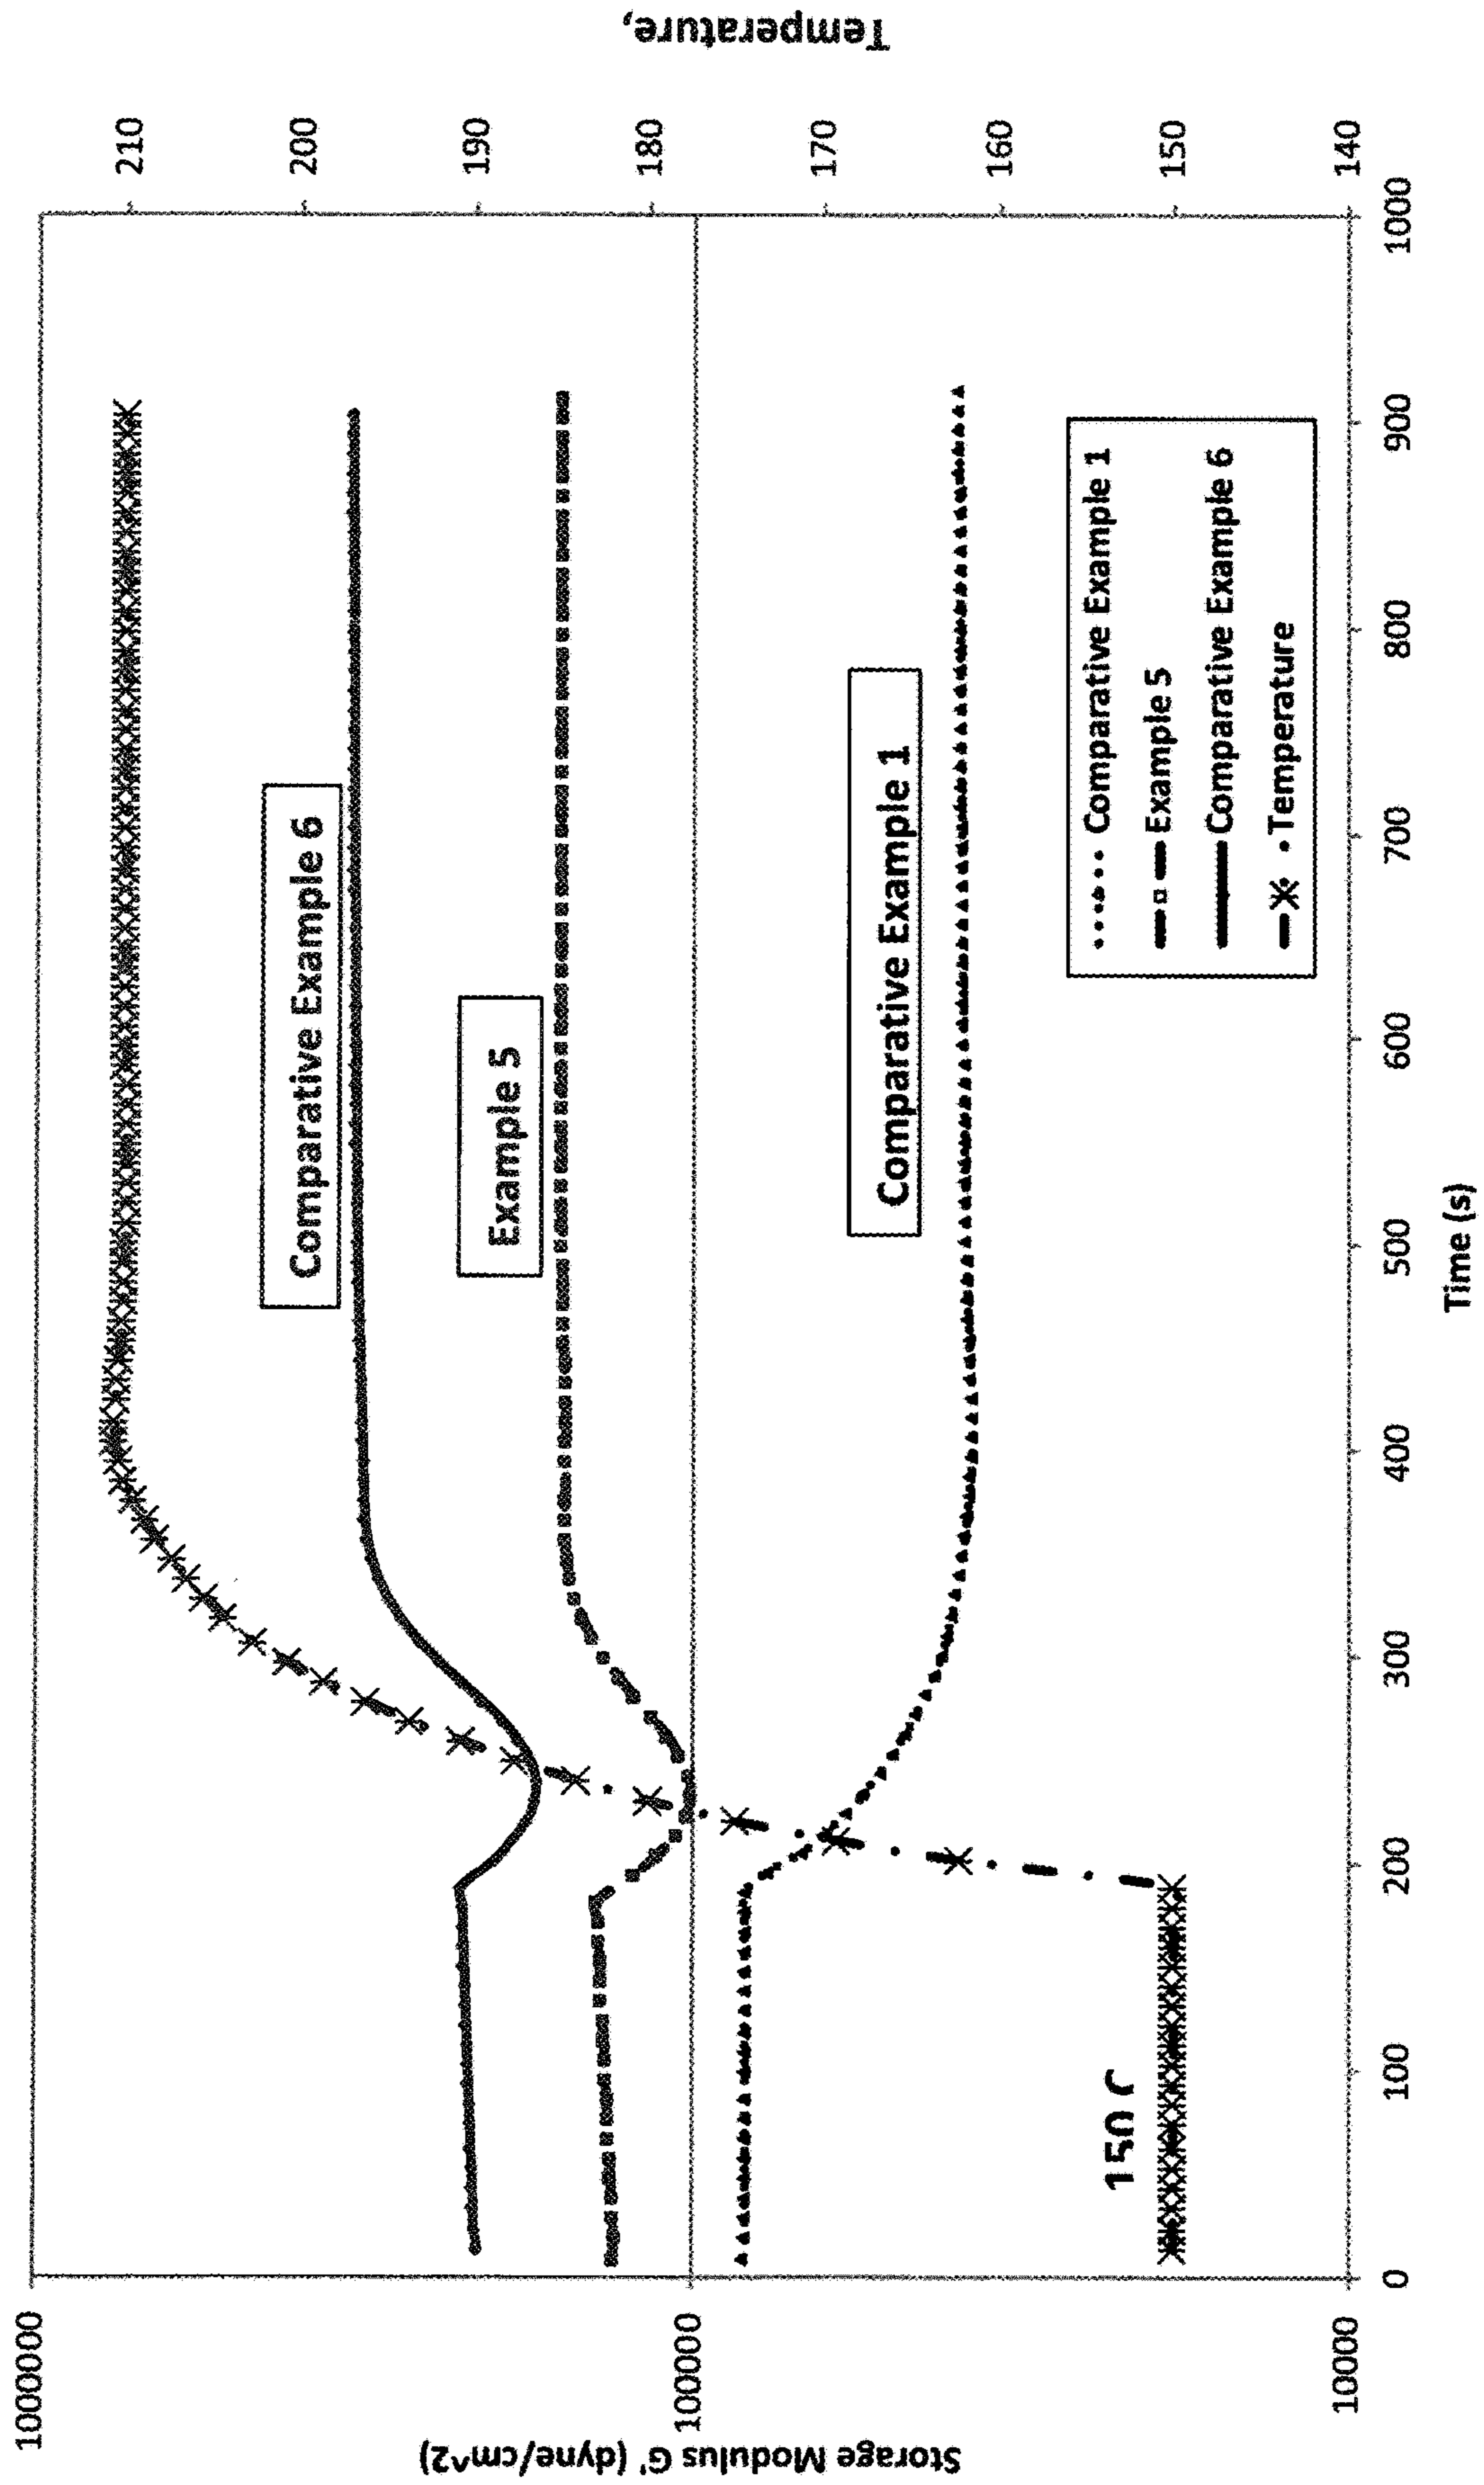 Storage Modulus G' (dyne/cm^2)
1000000
100000
10000
Temperature,
210
200
190
180
170
160
150
140
Comparative Example 6
Example 5
Comparative Example 1
150 C
Comparative Example 1
Example 5
Comparative Example 6
Temperature
0
100
200
300
400
500
600
700
800
900
1000
Time (s)